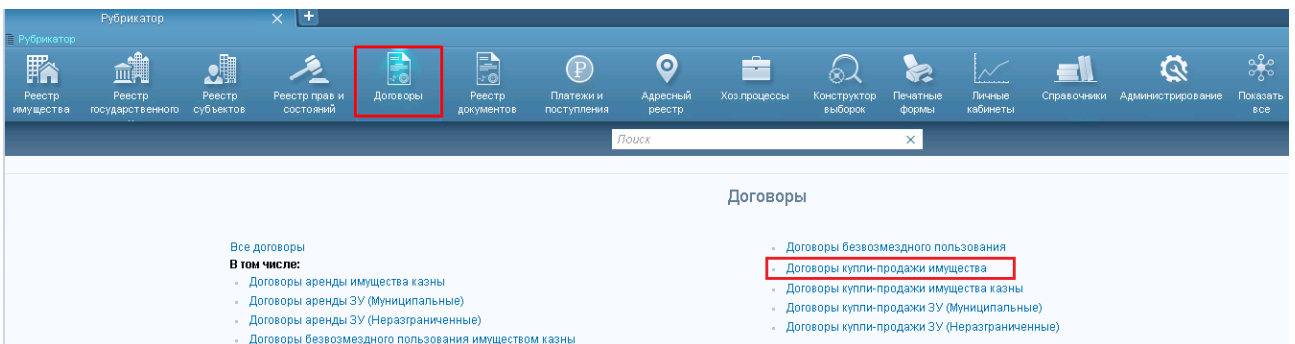 Рубрикатор
Рубрикатор
Реестр имущества
Реестр государственного
Реестр субъектов
Реестр прав и состояний
Договоры
Реестр документов
Платежи и поступления
Адресный реестр
Хоз.процессы
Конструктор выборок
Печатные формы
Личные кабинеты
Справочники
Администрирование
Показать все
Поиск
Договоры
Все договоры
В том числе:
Договоры аренды имущества казны
Договоры аренды ЗУ (Муниципальные)
Договоры аренды ЗУ (Неразграниченные)
Договоры безвозмездного пользования имуществом казны
Договоры безвозмездного пользования
Договоры купли-продажи имущества
Договоры купли-продажи имущества казны
Договоры купли-продажи ЗУ (Муниципальные)
Договоры купли-продажи ЗУ (Неразграниченные)